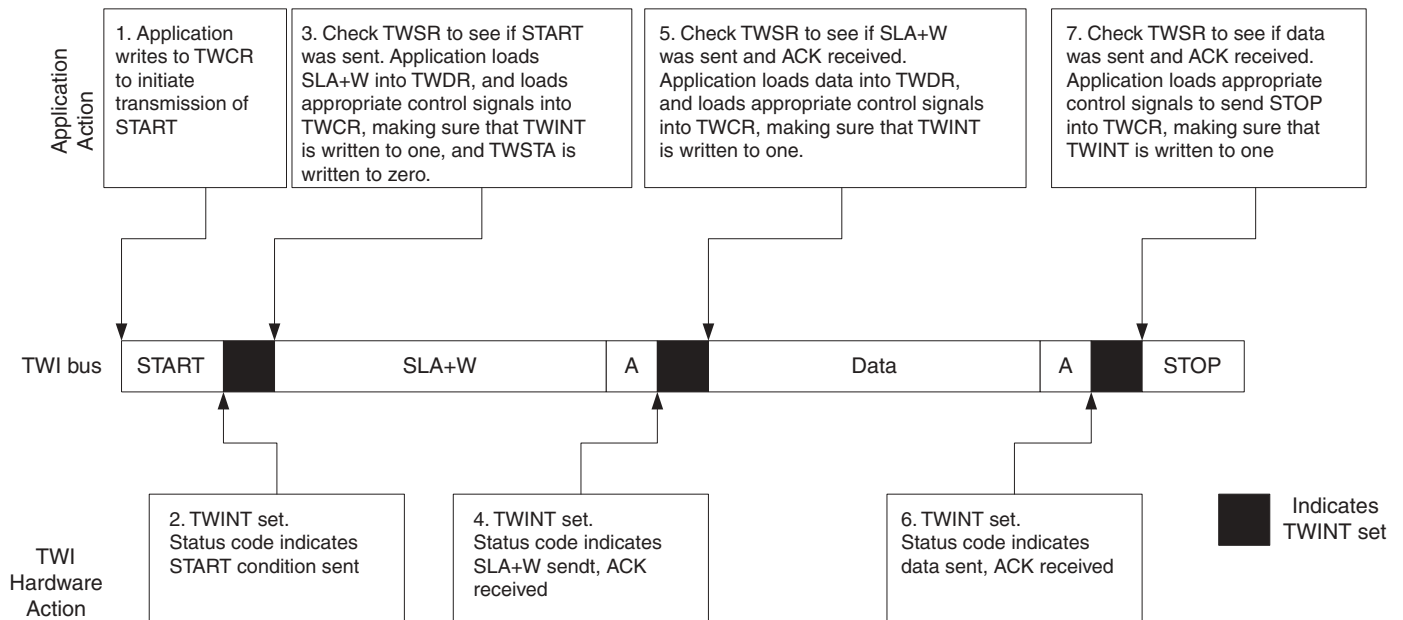 Application
Action
1. Application
writes to TWCR
to initiate
transmission of
START
3. Check TWSR to see if START
was sent. Application loads
SLA+W into TWDR, and loads
appropriate control signals into
TWCR, making sure that TWINT
is written to one, and TWSTA is
written to zero.
5. Check TWSR to see if SLA+W
was sent and ACK received.
Application loads data into TWDR,
and loads appropriate control signals
into TWCR, making sure that TWINT
is written to one.
7. Check TWSR to see if data
was sent and ACK received.
Application loads appropriate
control signals to send STOP
into TWCR, making sure that
TWINT is written to one
TWI bus
START
SLA+W
A
Data
A
STOP
TWI
Hardware
Action
2. TWINT set.
Status code indicates
START condition sent
4. TWINT set.
Status code indicates
SLA+W sendt, ACK
received
6. TWINT set.
Status code indicates
data sent, ACK received
Indicates
TWINT set